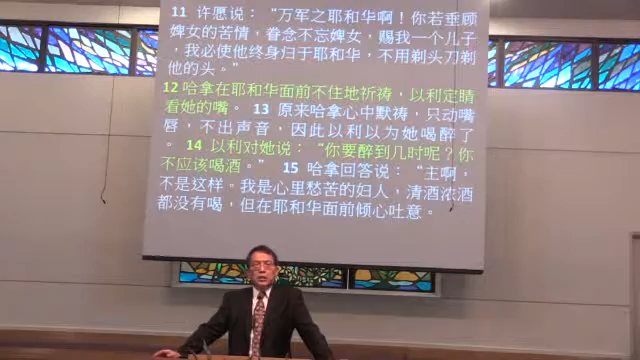 11 许愿说：“万军之耶和华啊！你若垂顾
婢女的苦情，眷念不忘婢女，赐我一个儿子
，我必使他终身归于耶和华，不用剃头刀剃
他的头。”
12 哈拿在耶和华面前不住地祈祷，以利定睛
看她的嘴。 13 原来哈拿心中默祷，只动嘴
唇，不出声音，因此以利以为她喝醉了
。 14 以利对她说：“你要醉到几时呢？你
不应该喝酒。” 15 哈拿回答说：“主啊，
不是这样。我是心里愁苦的妇人，清酒浓酒
都没有喝，但在耶和华面前倾心吐意。